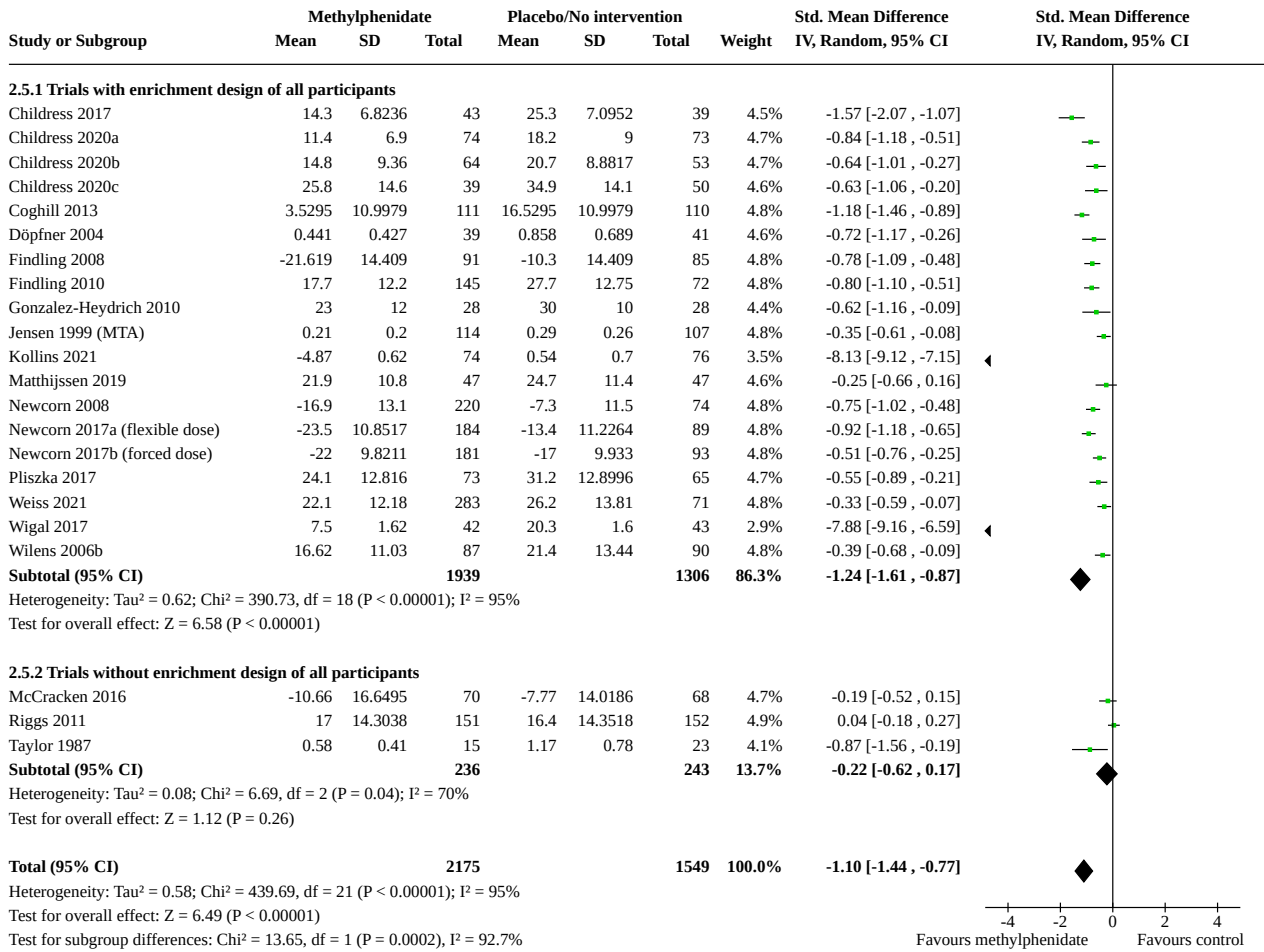 Methylphenidate Placebo/No intervention Std. Mean Difference Std. Mean Difference
Study or Subgroup Mean SD Total Mean SD Total Weight IV, Random, 95% CI IV, Random, 95% CI
2.5.1 Trials with enrichment design of all participants
Childress 2017 14.3 6.8236 43 25.3 7.0952 39 4.5% -1.57 [-2.07 , -1.07]
Childress 2020a 11.4 6.9 74 18.2 9 73 4.7% -0.84 [-1.18 , -0.51]
Childress 2020b 14.8 9.36 64 20.7 8.8817 53 4.7% -0.64 [-1.01 , -0.27]
Childress 2020c 25.8 14.6 39 34.9 14.1 50 4.6% -0.63 [-1.06 , -0.20]
Coghill 2013 3.5295 10.9979 111 16.5295 10.9979 110 4.8% -1.18 [-1.46 , -0.89]
Döpfner 2004 0.441 0.427 39 0.858 0.689 41 4.6% -0.72 [-1.17 , -0.26]
Findling 2008 -21.619 14.409 91 -10.3 14.409 85 4.8% -0.78 [-1.09 , -0.48]
Findling 2010 17.7 12.2 145 27.7 12.75 72 4.8% -0.80 [-1.10 , -0.51]
Gonzalez-Heydrich 2010 23 12 28 30 10 28 4.4% -0.62 [-1.16 , -0.09]
Jensen 1999 (MTA) 0.21 0.2 114 0.29 0.26 107 4.8% -0.35 [-0.61 , -0.08]
Kollins 2021 -4.87 0.62 74 0.54 0.7 76 3.5% -8.13 [-9.12 , -7.15]
Matthijssen 2019 21.9 10.8 47 24.7 11.4 47 4.6% -0.25 [-0.66 , 0.16]
Newcorn 2008 -16.9 13.1 220 -7.3 11.5 74 4.8% -0.75 [-1.02 , -0.48]
Newcorn 2017a (flexible dose) -23.5 10.8517 184 -13.4 11.2264 89 4.8% -0.92 [-1.18 , -0.65]
Newcorn 2017b (forced dose) -22 9.8211 181 -17 9.933 93 4.8% -0.51 [-0.76 , -0.25]
Pliszka 2017 24.1 12.816 73 31.2 12.8996 65 4.7% -0.55 [-0.89 , -0.21]
Weiss 2021 22.1 12.18 283 26.2 13.81 71 4.8% -0.33 [-0.59 , -0.07]
Wigal 2017 7.5 1.62 42 20.3 1.6 43 2.9% -7.88 [-9.16 , -6.59]
Wilens 2006b 16.62 11.03 87 21.4 13.44 90 4.8% -0.39 [-0.68 , -0.09]
Subtotal (95% CI) 1939 1306 86.3% -1.24 [-1.61 , -0.87]
Heterogeneity: Tau² = 0.62; Chi² = 390.73, df = 18 (P < 0.00001); I² = 95%
Test for overall effect: Z = 6.58 (P < 0.00001)
2.5.2 Trials without enrichment design of all participants
McCracken 2016 -10.66 16.6495 70 -7.77 14.0186 68 4.7% -0.19 [-0.52 , 0.15]
Riggs 2011 17 14.3038 151 16.4 14.3518 152 4.9% 0.04 [-0.18 , 0.27]
Taylor 1987 0.58 0.41 15 1.17 0.78 23 4.1% -0.87 [-1.56 , -0.19]
Subtotal (95% CI) 236 243 13.7% -0.22 [-0.62 , 0.17]
Heterogeneity: Tau² = 0.08; Chi² = 6.69, df = 2 (P = 0.04); I² = 70%
Test for overall effect: Z = 1.12 (P = 0.26)
Total (95% CI) 2175 1549 100.0% -1.10 [-1.44 , -0.77]
Heterogeneity: Tau² = 0.58; Chi² = 439.69, df = 21 (P < 0.00001); I² = 95%
Test for overall effect: Z = 6.49 (P < 0.00001)
Test for subgroup differences: Chi² = 13.65, df = 1 (P = 0.0002), I² = 92.7%
-4 -2 0 2 4
Favours methylphenidate Favours control